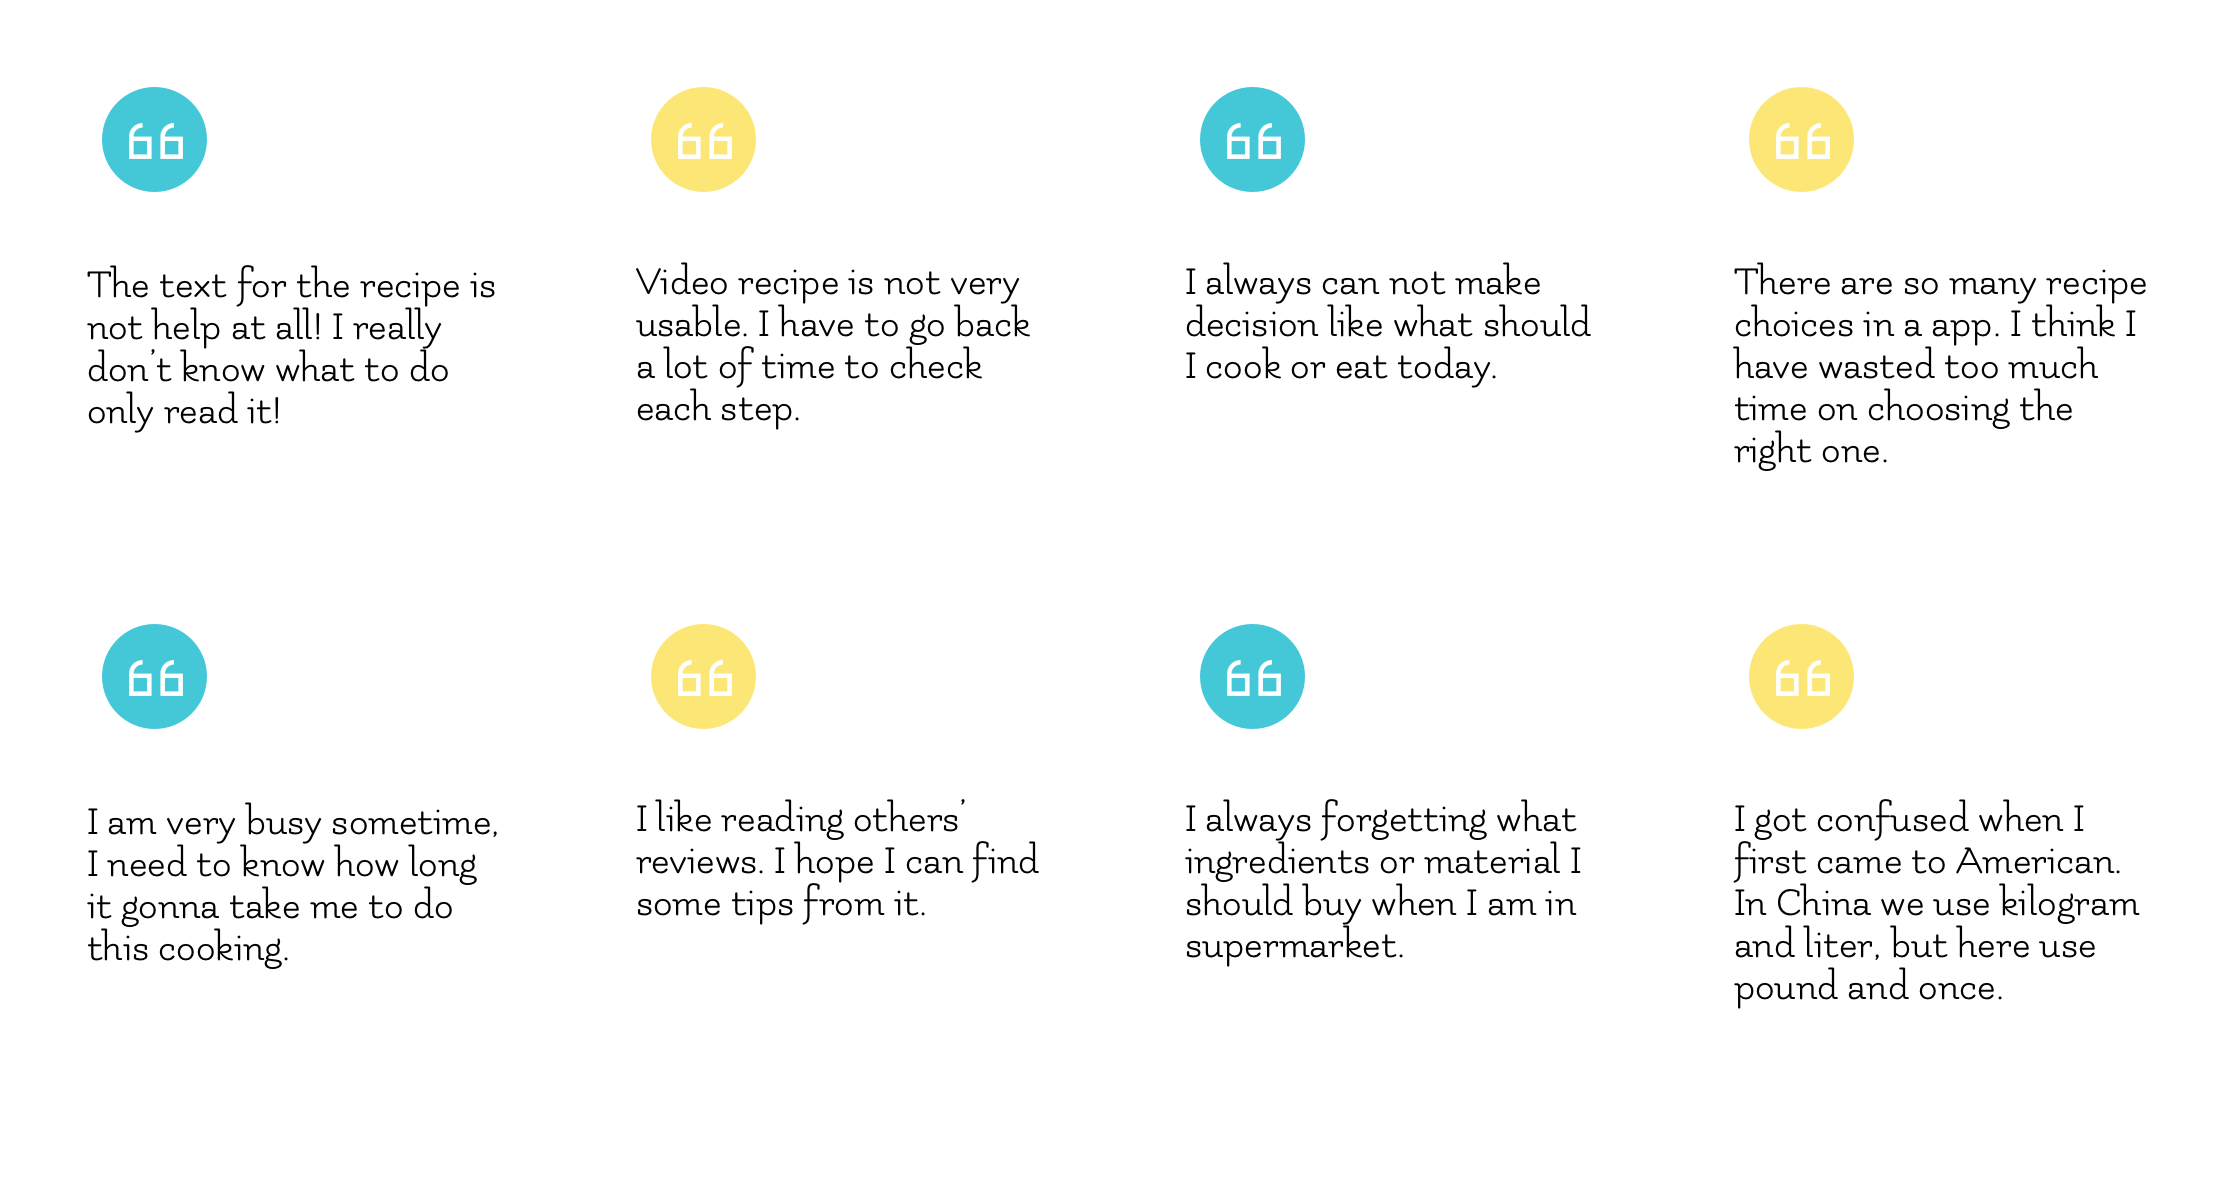 The text for the recipe is
not help at all! I really
don't know what to do
only read it!
Video recipe is not very
usable. I have to go back
a lot of time to check
each step.
I always can not make
decision like what should
I cook or eat today.
There are so many recipe
choices in a app. I think I
have wasted too much
time on choosing the
right one.
I am very busy sometime,
I need to know how long
it gonna take me to do
this cooking.
I like reading others'
reviews. I hope I can find
some tips from it.
I always forgetting what
ingredients or material I
should buy when I am in
supermarket.
I got confused when I
first came to American.
In China we use kilogram
and liter, but here use
pound and once.